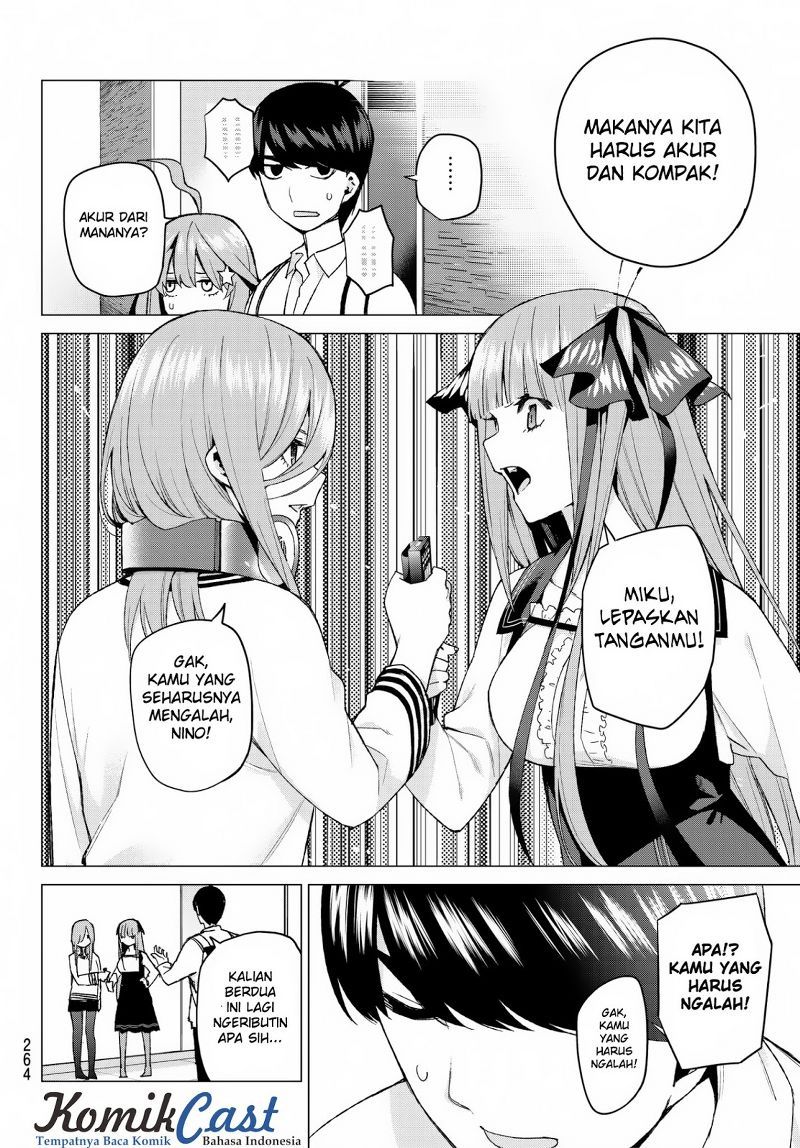 MAKANYA KITA
HARUS AKUR
DAN KOMPAK!
......
AKUR DARI
MANANYA?
MIKU,
LEPASKAN
TANGANMU!
GAK,
KAMU YANG
SEHARUSNYA
MENGALAH,
NINO!
APA!?
KAMU YANG
HARUS
NGALAH!
GAK,
KAMU
YANG
HARUS
NGALAH!
KALIAN
BERDUA
INI LAGI
NGERIBUTIN
APA SIH...
264
KomikCast
Tempatnya Baca Komik Bahasa Indonesia